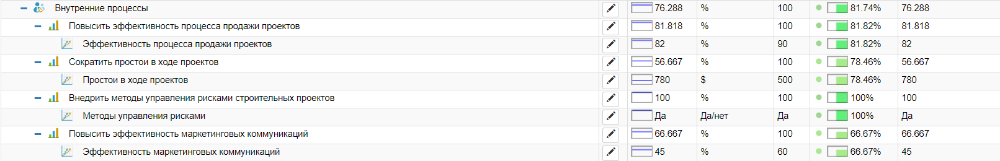 Внутренние процессы 76.288 % 100 81.74% 76.288
Повысить эффективность процесса продажи проектов 81.818 % 100 81.82% 81.818
Эффективность процесса продажи проектов 82 % 90 81.82% 82
Сократить простои в ходе проектов 56.667 % 100 78.46% 56.667
Простои в ходе проектов 780 $ 500 78.46% 780
Внедрить методы управления рисками строительных проектов 100 % 100 100% 100
Методы управления рисками Да Да/нет Да 100% Да
Повысить эффективность маркетинговых коммуникаций 66.667 % 100 66.67% 66.667
Эффективность маркетинговых коммуникаций 45 % 60 66.67% 45